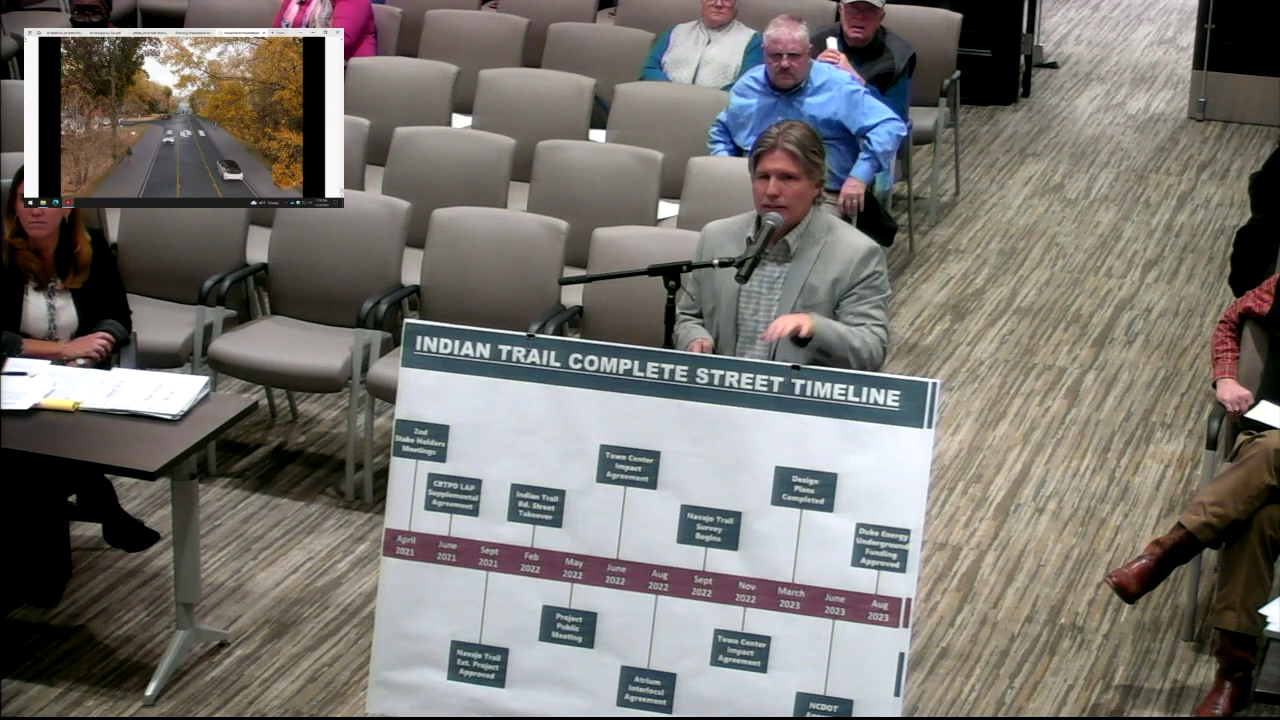 INDIAN TRAIL COMPLETE STREET TIMELINE
2nd
Stake Holders
Meetings
CRTPO LAP
Supplemental
Agreement
Indian Trail
Rd. Street
Takeover
Town Center
Impact
Agreement
Navajo Trail
Survey
Begins
Design
Plans
Completed
Duke Energy
Underground
Funding
Approved
April
2021
June
2021
Sept
2021
Feb
2022
May
2022
June
2022
Aug
2022
Sept
2022
Nov
2022
March
2023
June
2023
Aug
2023
Navajo Trail
Ext. Project
Approved
Project
Public
Meeting
Atrium
Interlocal
Agreement
Town Center
Impact
Agreement
NCDOT